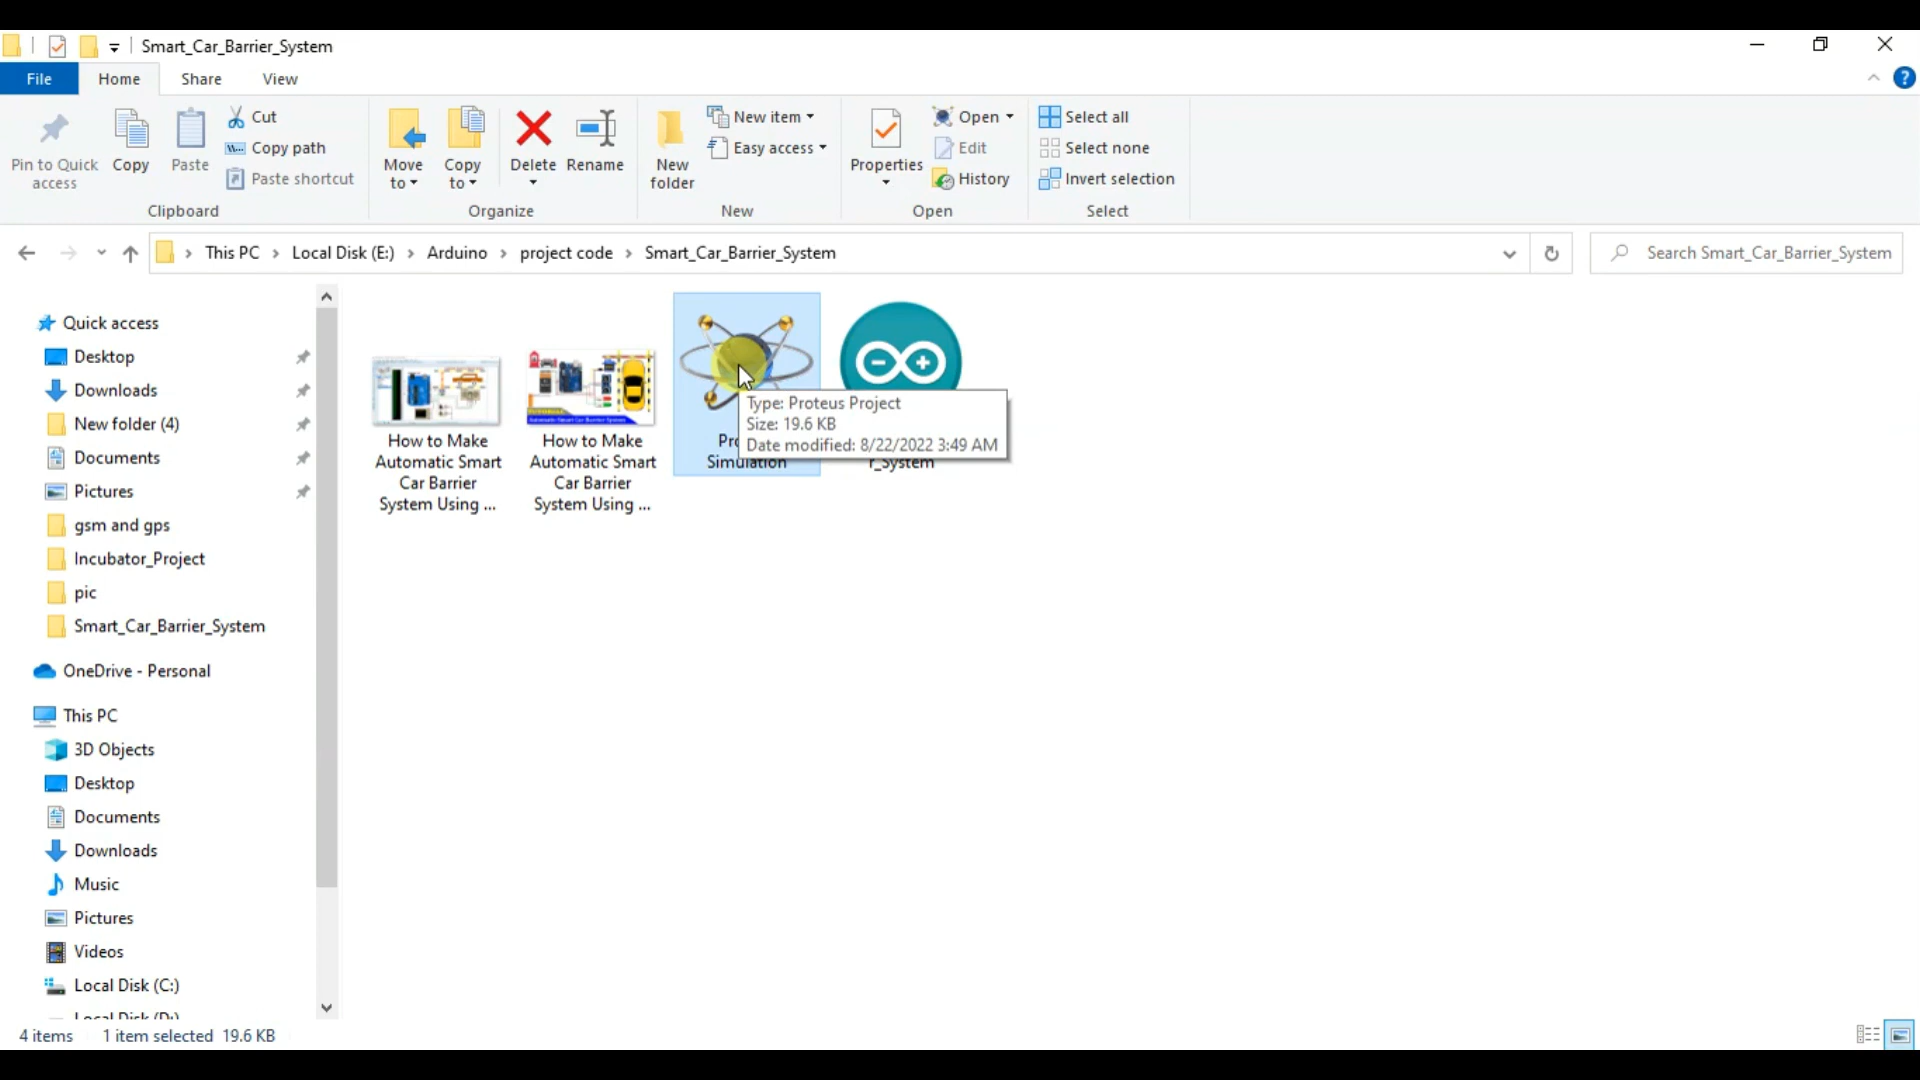 Smart_Car_Barrier_System
File Home Share View
Pin to Quick access
Copy
Paste
Cut
Copy path
Paste shortcut
Clipboard
Move to
Copy to
Delete
Rename
Organize
New folder
New item
Easy access
New
Properties
Open
Edit
History
Open
Select all
Select none
Invert selection
Select
This PC > Local Disk (E:) > Arduino > project code > Smart_Car_Barrier_System
Search Smart_Car_Barrier_System
Quick access
Desktop
Downloads
New folder (4)
Documents
Pictures
gsm and gps
Incubator_Project
pic
Smart_Car_Barrier_System
OneDrive - Personal
This PC
3D Objects
Desktop
Documents
Downloads
Music
Pictures
Videos
Local Disk (C:)
Local Disk (D:)
How to Make
Automatic Smart
Car Barrier
System Using ...
How to Make
Automatic Smart
Car Barrier
System Using ...
Simulation
r_System
Type: Proteus Project
Size: 19.6 KB
Date modified: 8/22/2022 3:49 AM
4 items 1 item selected 19.6 KB